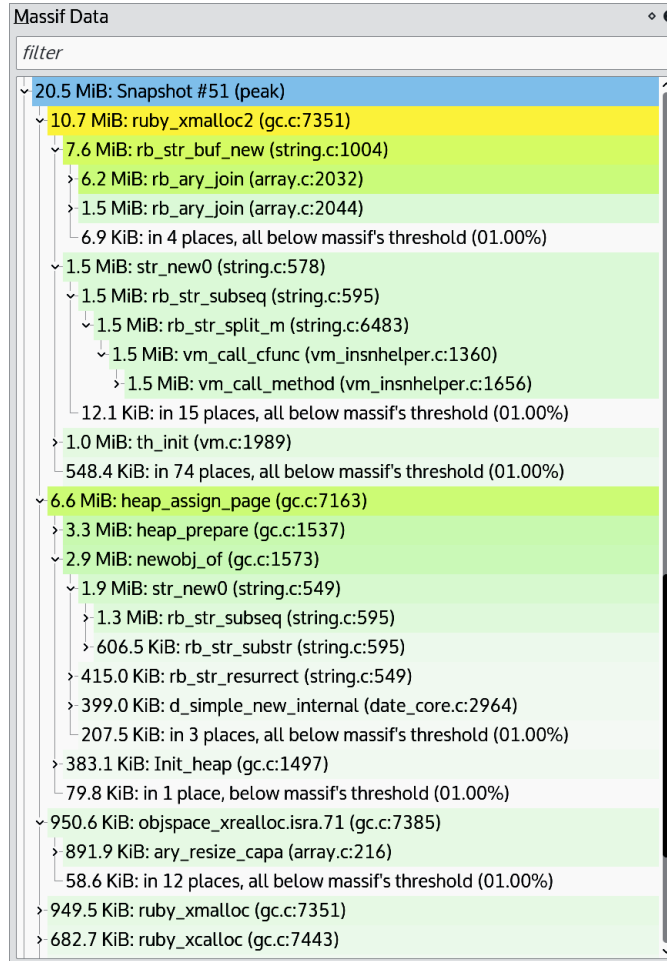 Massif Data
filter
20.5 MiB: Snapshot #51 (peak)
10.7 MiB: ruby_xmalloc2 (gc.c:7351)
7.6 MiB: rb_str_buf_new (string.c:1004)
6.2 MiB: rb_ary_join (array.c:2032)
1.5 MiB: rb_ary_join (array.c:2044)
6.9 KiB: in 4 places, all below massif's threshold (01.00%)
1.5 MiB: str_new0 (string.c:578)
1.5 MiB: rb_str_subseq (string.c:595)
1.5 MiB: rb_str_split_m (string.c:6483)
1.5 MiB: vm_call_cfunc (vm_insnhelper.c:1360)
1.5 MiB: vm_call_method (vm_insnhelper.c:1656)
12.1 KiB: in 15 places, all below massif's threshold (01.00%)
1.0 MiB: th_init (vm.c:1989)
548.4 KiB: in 74 places, all below massif's threshold (01.00%)
6.6 MiB: heap_assign_page (gc.c:7163)
3.3 MiB: heap_prepare (gc.c:1537)
2.9 MiB: newobj_of (gc.c:1573)
1.9 MiB: str_new0 (string.c:549)
1.3 MiB: rb_str_subseq (string.c:595)
606.5 KiB: rb_str_substr (string.c:595)
415.0 KiB: rb_str_resurrect (string.c:549)
399.0 KiB: d_simple_new_internal (date_core.c:2964)
207.5 KiB: in 3 places, all below massif's threshold (01.00%)
383.1 KiB: Init_heap (gc.c:1497)
79.8 KiB: in 1 place, below massif's threshold (01.00%)
950.6 KiB: objspace_xrealloc.isra.71 (gc.c:7385)
891.9 KiB: ary_resize_capa (array.c:216)
58.6 KiB: in 12 places, all below massif's threshold (01.00%)
949.5 KiB: ruby_xmalloc (gc.c:7351)
682.7 KiB: ruby_xcalloc (gc.c:7443)